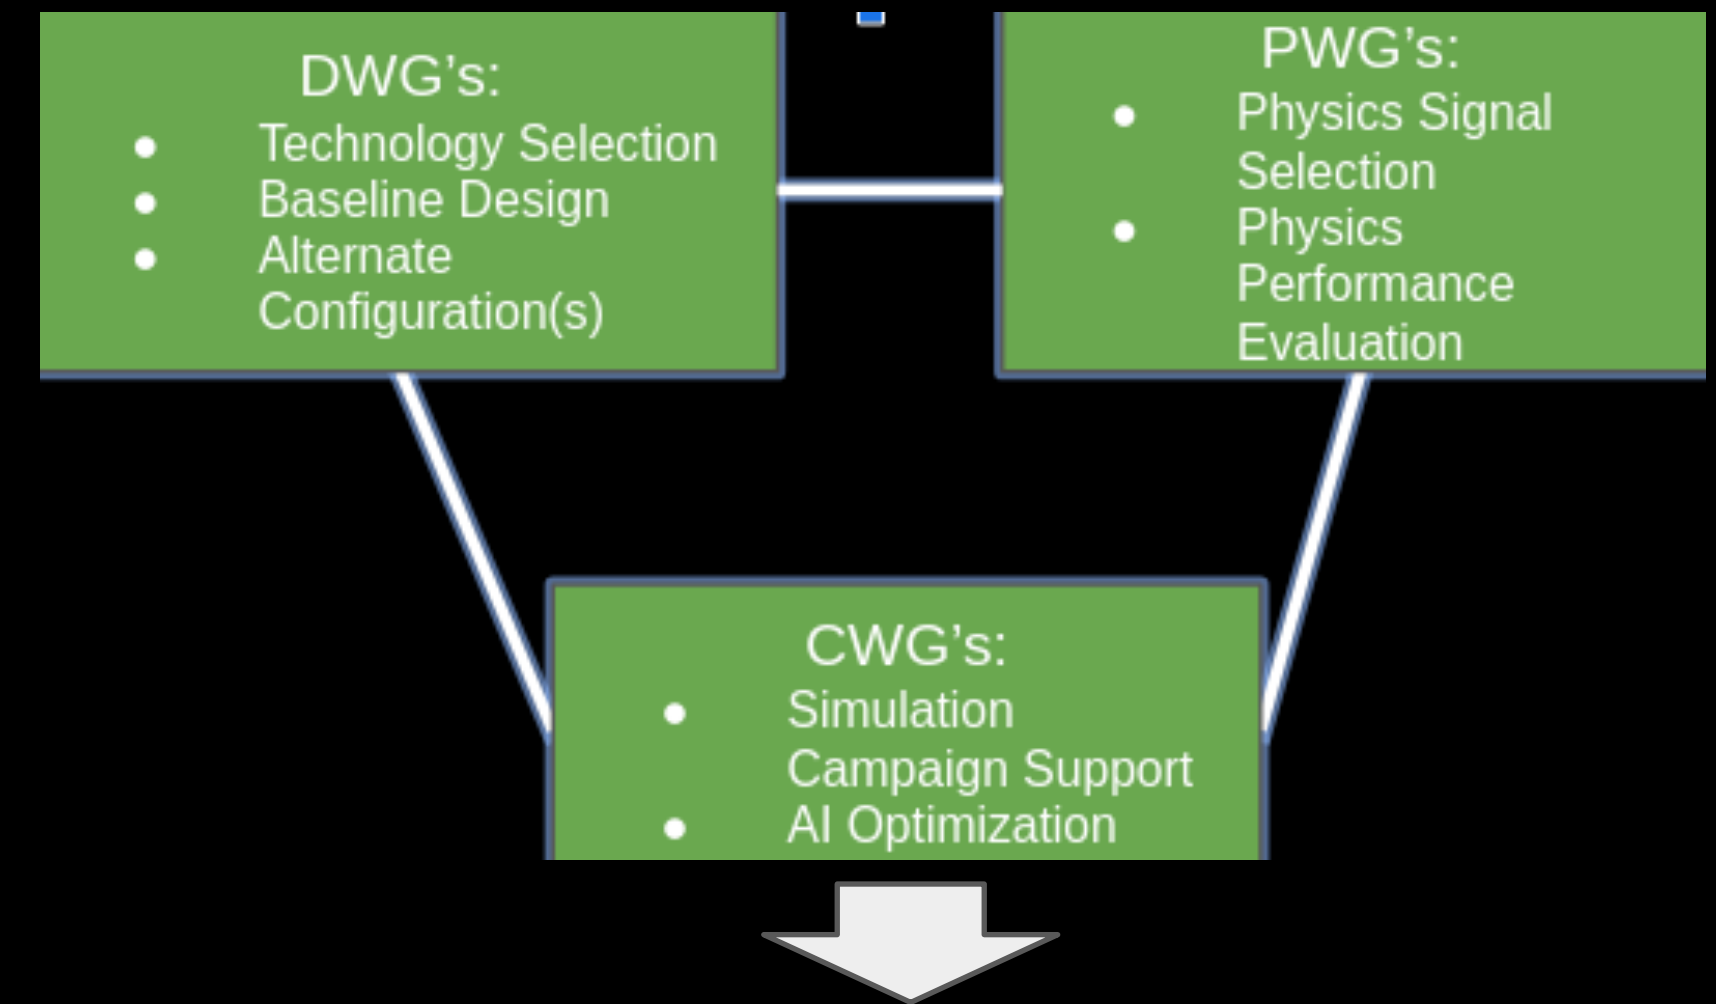 DWG’s:
● Technology Selection
● Baseline Design
● Alternate
Configuration(s)
PWG’s:
● Physics Signal
Selection
● Physics
Performance
Evaluation
CWG’s:
● Simulation
Campaign Support
● AI Optimization